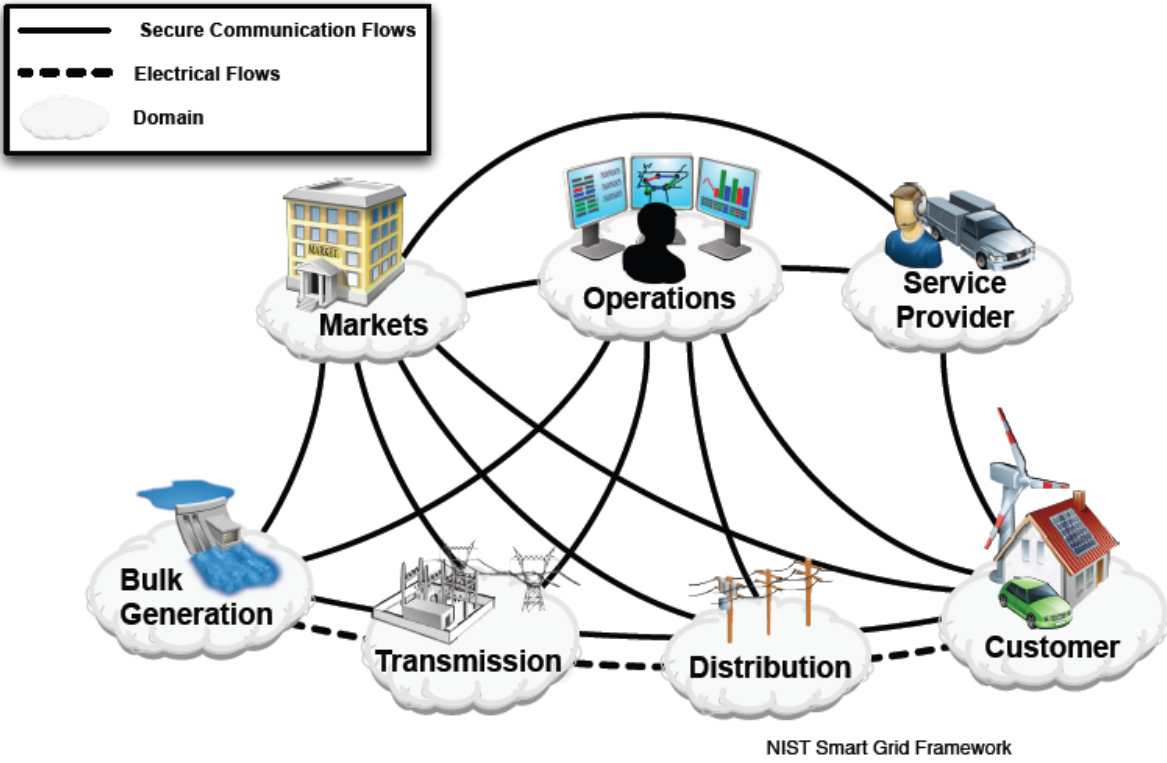 Secure Communication Flows
Electrical Flows
Domain
MARKET
Markets
Operations
Service
Provider
Bulk
Generation
Transmission
Distribution
Customer
NIST Smart Grid Framework